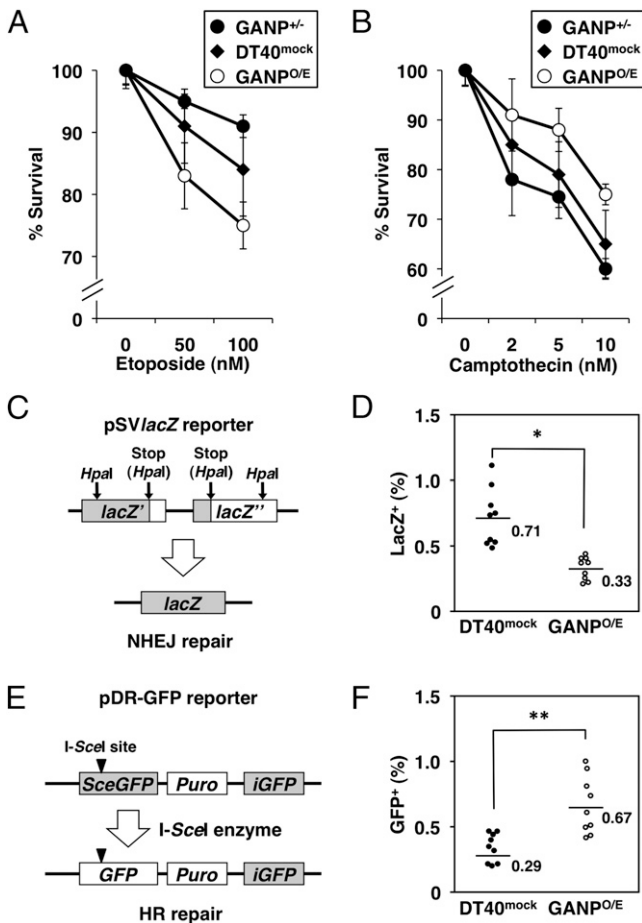 A
GANP+/-
DT40mock
GANPO/E
100
90
80
70
0
% Survival
0 50 100
Etoposide (nM)
B
GANP+/-
DT40mock
GANPO/E
100
90
80
70
60
0
% Survival
0 2 5 10
Camptothecin (nM)
C
pSVlacZ reporter
Stop Stop
HpaI (HpaI) (HpaI) HpaI
lacZ' lacZ''
lacZ
NHEJ repair
D
1.5
1.0
0.5
0
LacZ+ (%)
*
0.71
0.33
DT40mock GANPO/E
E
pDR-GFP reporter
I-SceI site
SceGFP Puro iGFP
I-SceI enzyme
GFP Puro iGFP
HR repair
F
1.5
1.0
0.5
0
GFP+ (%)
**
0.29
0.67
DT40mock GANPO/E